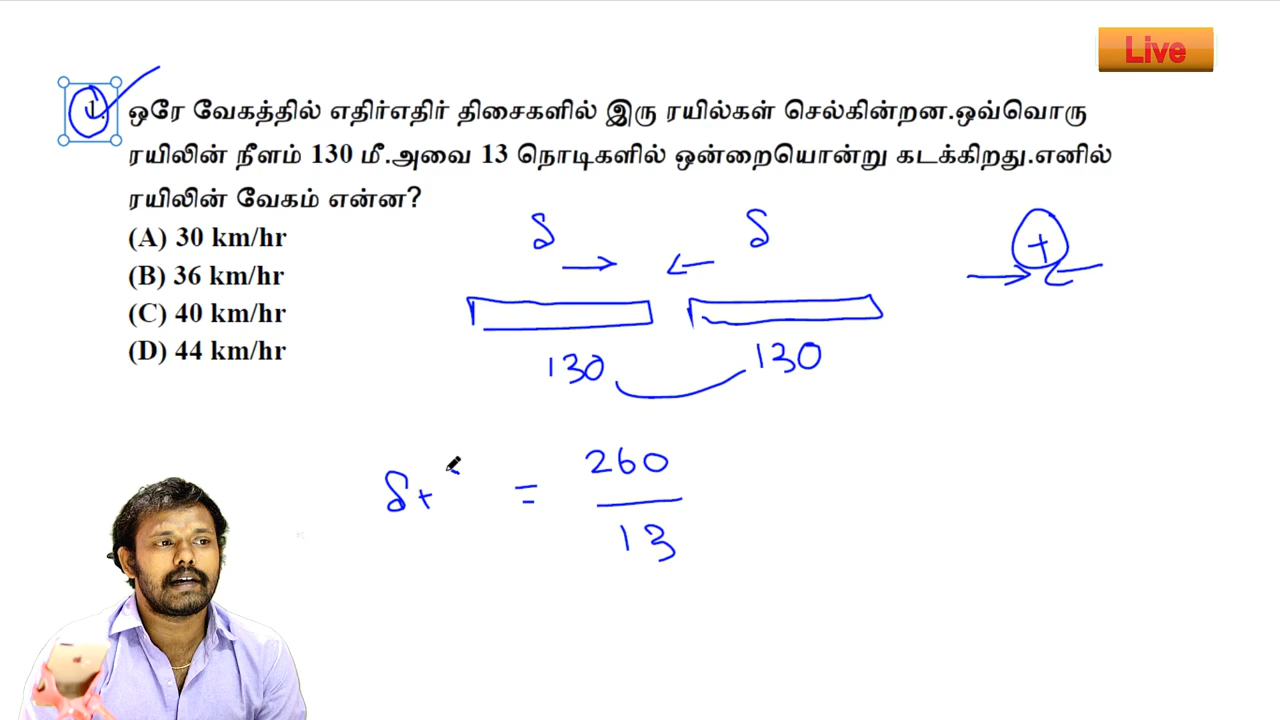 Live
1. ஒரே வேகத்தில் எதிர்எதிர் திசைகளில் இரு ரயில்கள் செல்கின்றன.ஒவ்வொரு
ரயிலின் நீளம் 130 மீ.அவை 13 நொடிகளில் ஒன்றையொன்று கடக்கிறது.எனில்
ரயிலின் வேகம் என்ன?
(A) 30 km/hr
(B) 36 km/hr
(C) 40 km/hr
(D) 44 km/hr
S S
+
130 130
S+ = 260
13